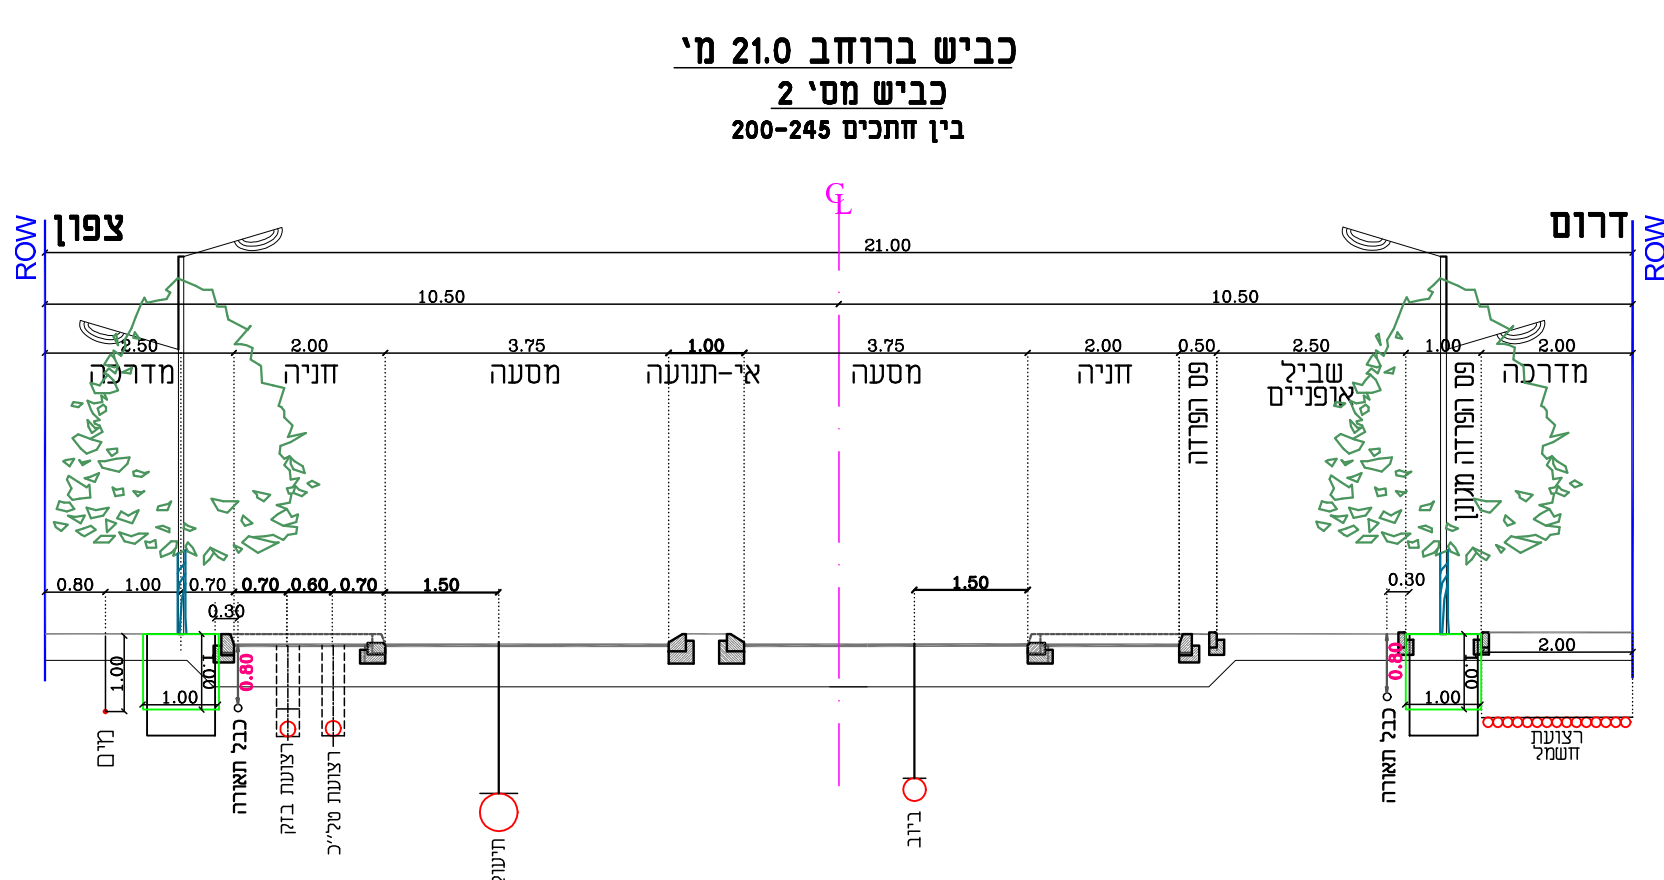 כביש ברוחב 21.0 מ'
כביש מס' 2
בין חתכים 200-245
CL
ROW
צפון
דרום
ROW
21.00
10.50
10.50
2.50
2.00
3.75
1.00
3.75
2.00
0.50
2.50
1.00
2.00
מדרכה
חניה
מסעה
אי-תנועה
מסעה
חניה
פס הפרדה
שביל
אופניים
פס הפרדה מגונן
מדרכה
0.80
1.00
0.70
0.70
0.60
0.70
1.50
1.50
0.30
0.30
1.00
1.00
1.00
0.80
0.80
1.00
1.00
2.00
מים
כבל תאורה
רצועת בזק
רצועת טל"כ
תיעול
ביוב
כבל תאורה
רצועת
חשמל